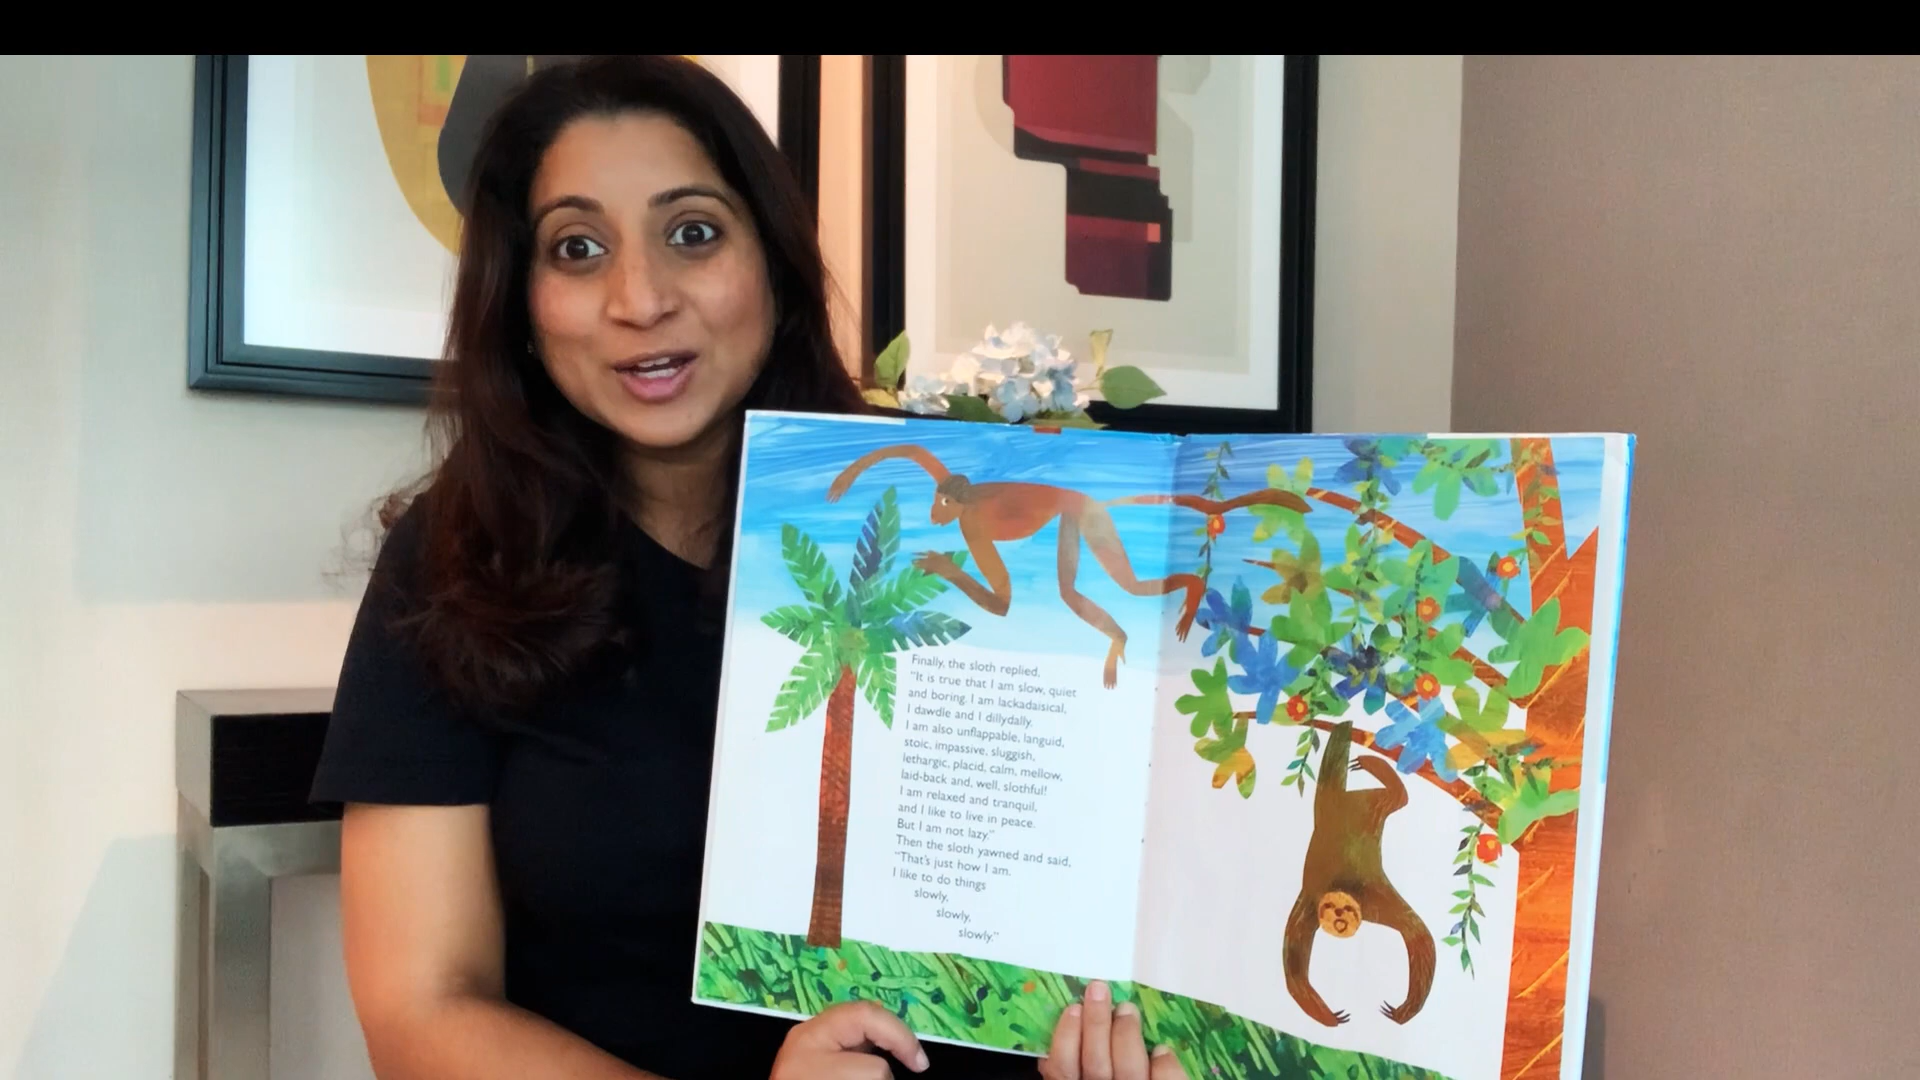 Finally, the sloth replied,
"It is true that I am slow, quiet
and boring. I am lackadaisical,
I dawdle and I dillydally.
I am also unflappable, languid,
stoic, impassive, sluggish,
lethargic, placid, calm, mellow,
laid-back and, well, slothful!
I am relaxed and tranquil,
and I like to live in peace.
But I am not lazy."
Then the sloth yawned and said,
"That's just how I am.
I like to do things
slowly,
slowly,
slowly."